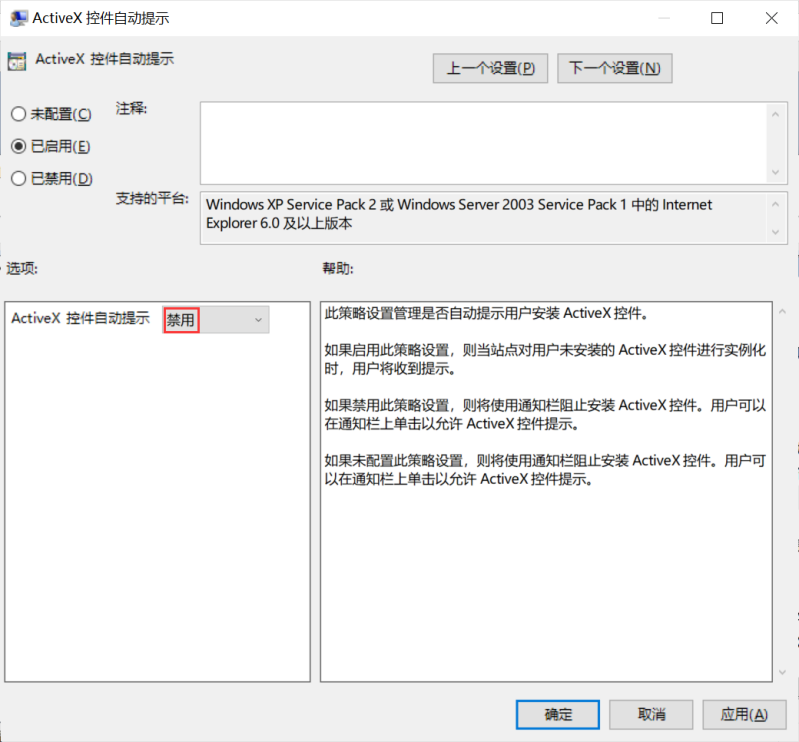 ActiveX 控件自动提示
ActiveX 控件自动提示
上一个设置(P)
下一个设置(N)
未配置(C)
已启用(E)
已禁用(D)
注释:
支持的平台:
Windows XP Service Pack 2 或 Windows Server 2003 Service Pack 1 中的 Internet
Explorer 6.0 及以上版本
选项:
帮助:
ActiveX 控件自动提示
禁用
此策略设置管理是否自动提示用户安装 ActiveX 控件。
如果启用此策略设置，则当站点对用户未安装的 ActiveX 控件进行实例化
时，用户将收到提示。
如果禁用此策略设置，则将使用通知栏阻止安装 ActiveX 控件。用户可以
在通知栏上单击以允许 ActiveX 控件提示。
如果未配置此策略设置，则将使用通知栏阻止安装 ActiveX 控件。用户可
以在通知栏上单击以允许 ActiveX 控件提示。
确定
取消
应用(A)